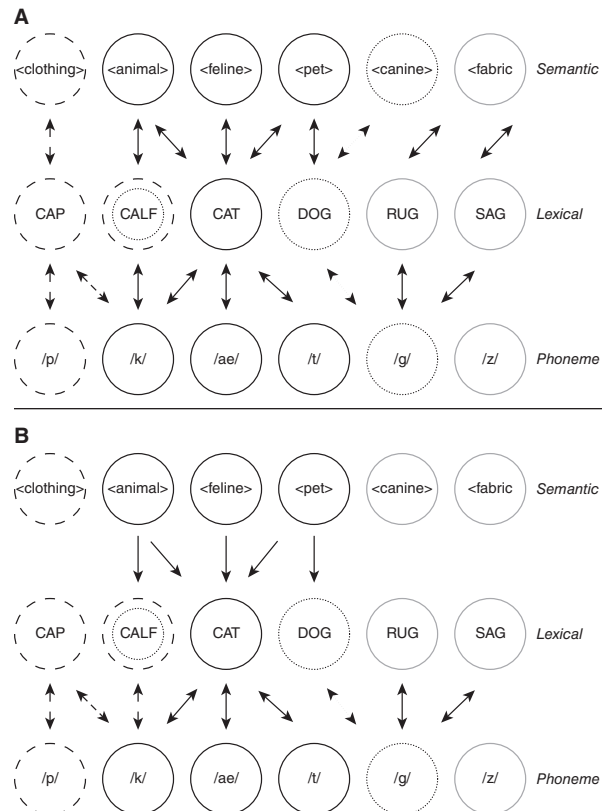 A
<clothing> <animal> <feline> <pet> <canine> <fabric Semantic
CAP CALF CAT DOG RUG SAG Lexical
/p/ /k/ /ae/ /t/ /g/ /z/ Phoneme
B
<clothing> <animal> <feline> <pet> <canine> <fabric Semantic
CAP CALF CAT DOG RUG SAG Lexical
/p/ /k/ /ae/ /t/ /g/ /z/ Phoneme